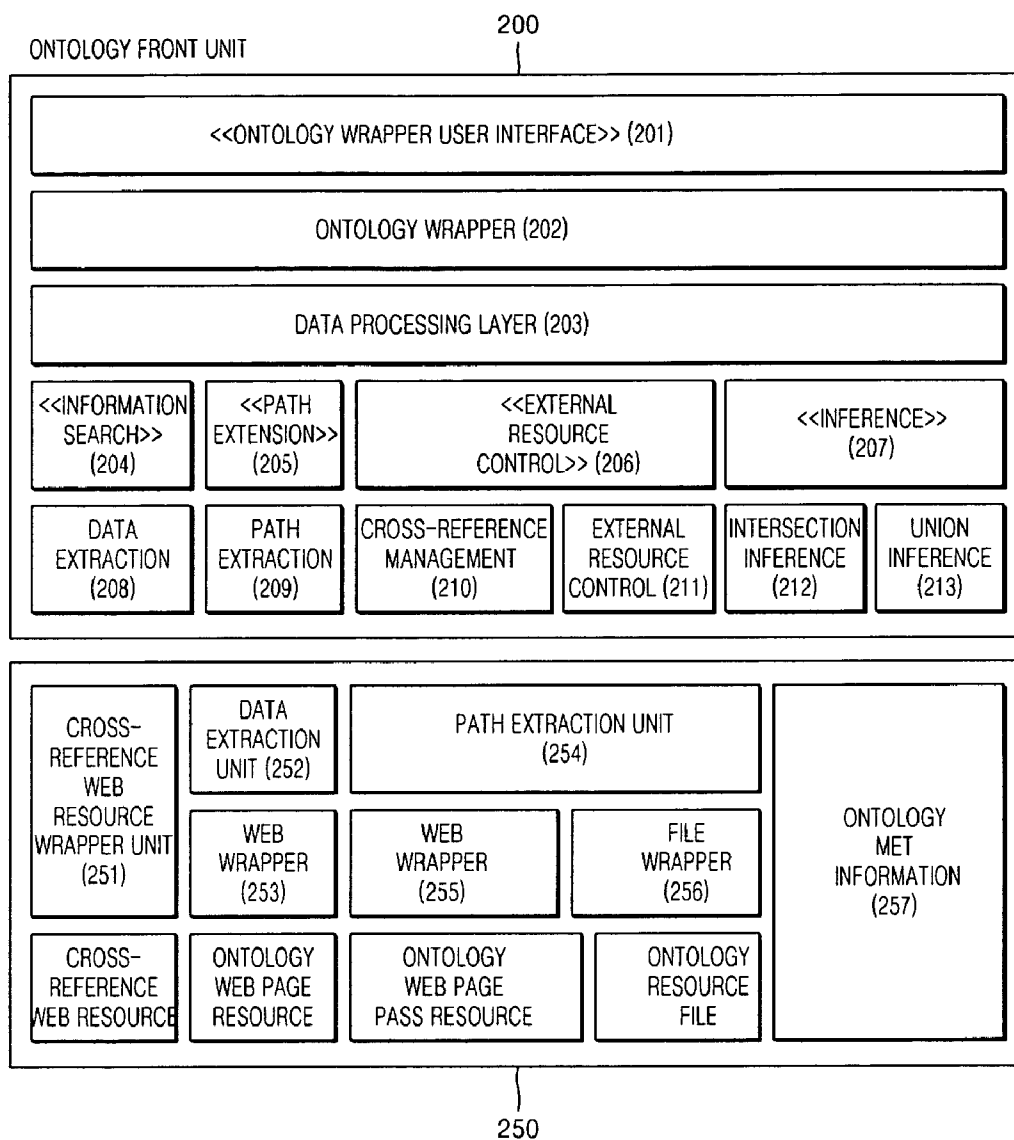 200
ONTOLOGY FRONT UNIT
<<ONTOLOGY WRAPPER USER INTERFACE>> (201)
ONTOLOGY WRAPPER (202)
DATA PROCESSING LAYER (203)
<<INFORMATION
SEARCH>>
(204)
<<PATH
EXTENSION>>
(205)
<<EXTERNAL
RESOURCE
CONTROL>> (206)
<<INFERENCE>>
(207)
DATA
EXTRACTION
(208)
PATH
EXTRACTION
(209)
CROSS-REFERENCE
MANAGEMENT
(210)
EXTERNAL
RESOURCE
CONTROL (211)
INTERSECTION
INFERENCE
(212)
UNION
INFERENCE
(213)
CROSS-
REFERENCE
WEB
RESOURCE
WRAPPER UNIT
(251)
DATA
EXTRACTION
UNIT (252)
PATH EXTRACTION UNIT
(254)
WEB
WRAPPER
(253)
WEB
WRAPPER
(255)
FILE
WRAPPER
(256)
ONTOLOGY
MET
INFORMATION
(257)
CROSS-
REFERENCE
WEB RESOURCE
ONTOLOGY
WEB PAGE
RESOURCE
ONTOLOGY
WEB PAGE
PASS RESOURCE
ONTOLOGY
RESOURCE
FILE
250